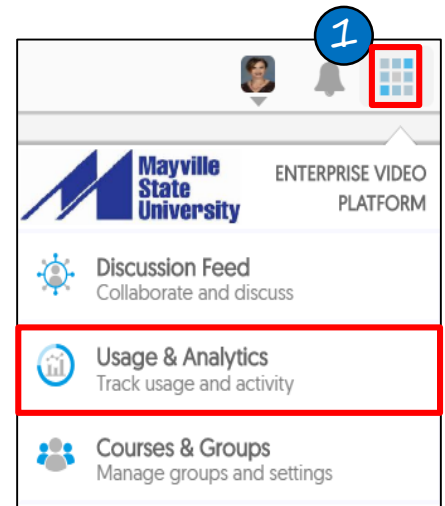 1
Mayville
State
University
ENTERPRISE VIDEO
PLATFORM
Discussion Feed
Collaborate and discuss
Usage & Analytics
Track usage and activity
Courses & Groups
Manage groups and settings